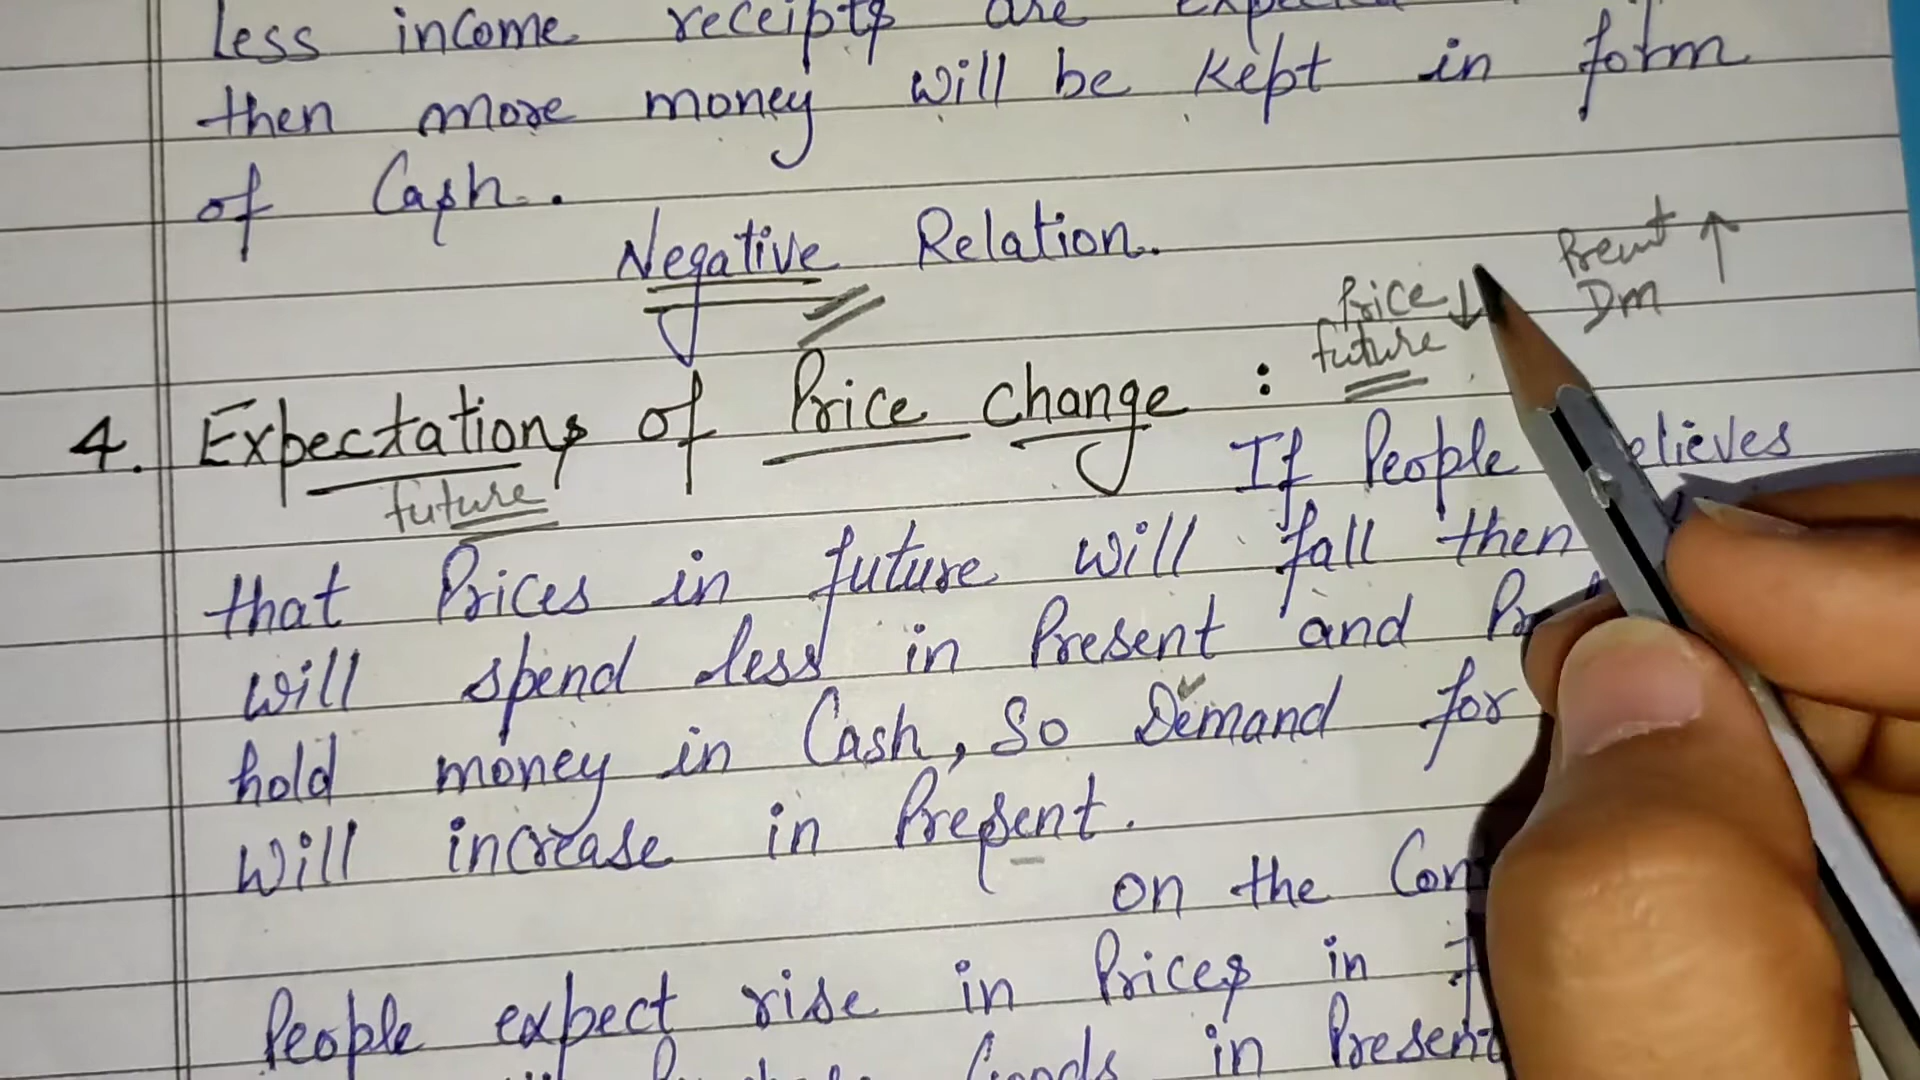 less income receipts are
then more money will be kept in form
of Cash.
Negative Relation.
Price ↓ Present ↑
future DM
4. Expectations of Price change :
future
If People believes
that Prices in future will fall then
will spend less in Present and
hold money in Cash, So Demand for
will increase in Present.
on the
People expect rise in Prices in
Goods in Present